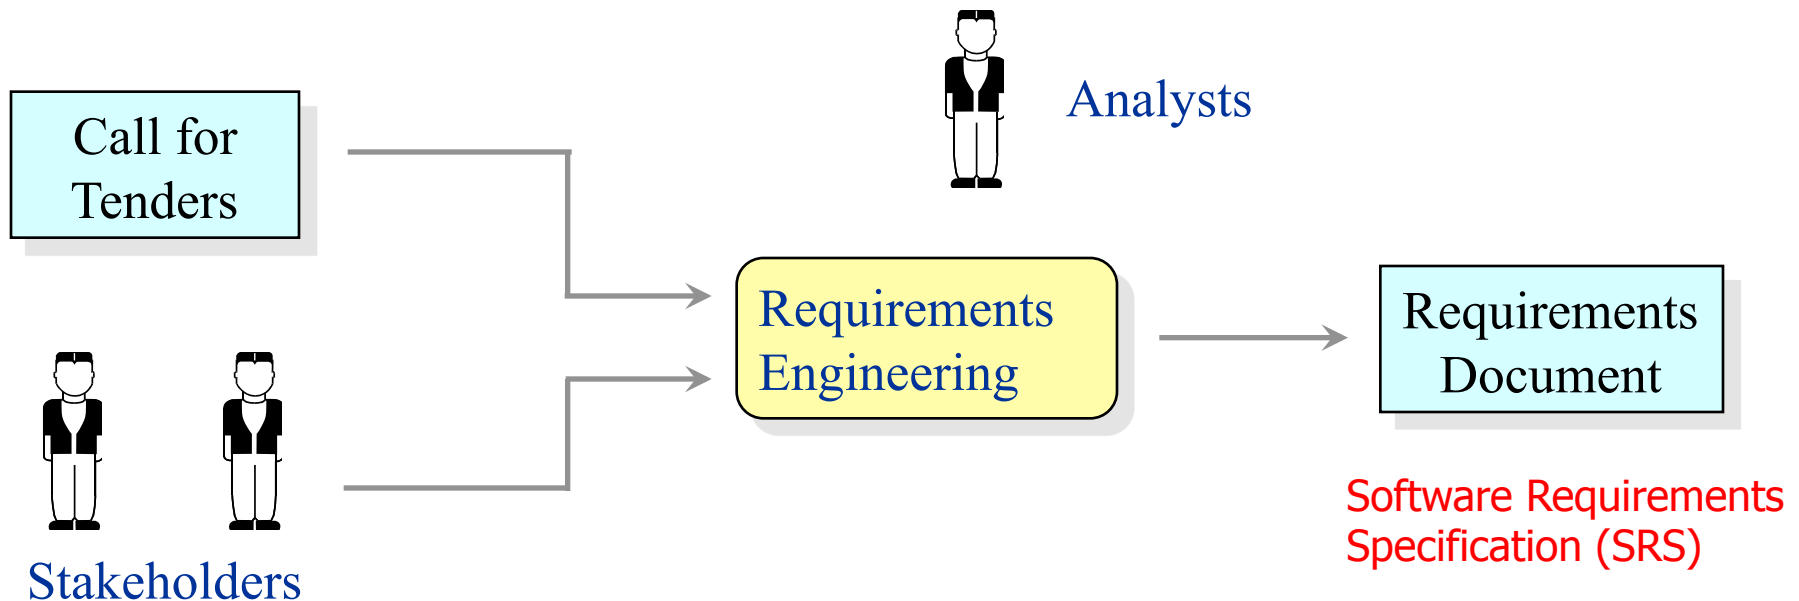 Analysts
Call for
Tenders
Requirements
Engineering
Requirements
Document
Software Requirements
Specification (SRS)
Stakeholders